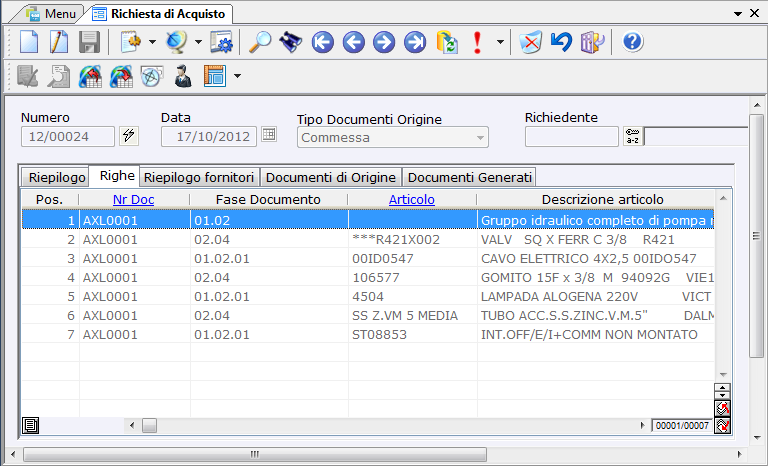 Menu Richiesta di Acquisto
Numero Data Tipo Documenti Origine Richiedente
12/00024 17/10/2012 Commessa a-z
Riepilogo Righe Riepilogo fornitori Documenti di Origine Documenti Generati
Pos. Nr Doc Fase Documento Articolo Descrizione articolo
1 AXL0001 01.02 Gruppo idraulico completo di pompa
2 AXL0001 02.04 ***R421X002 VALV SQ X FERR C 3/8 R421
3 AXL0001 01.02.01 00ID0547 CAVO ELETTRICO 4X2,5 00IDO547
4 AXL0001 02.04 106577 GOMITO 15F x 3/8 M 94092G VIE1
5 AXL0001 01.02.01 4504 LAMPADA ALOGENA 220V VICT
6 AXL0001 02.04 SS Z.VM 5 MEDIA TUBO ACC.S.S.ZINC.V.M.5" DALM
7 AXL0001 01.02.01 ST08853 INT.OFF/E/I+COMM NON MONTATO
00001/00007